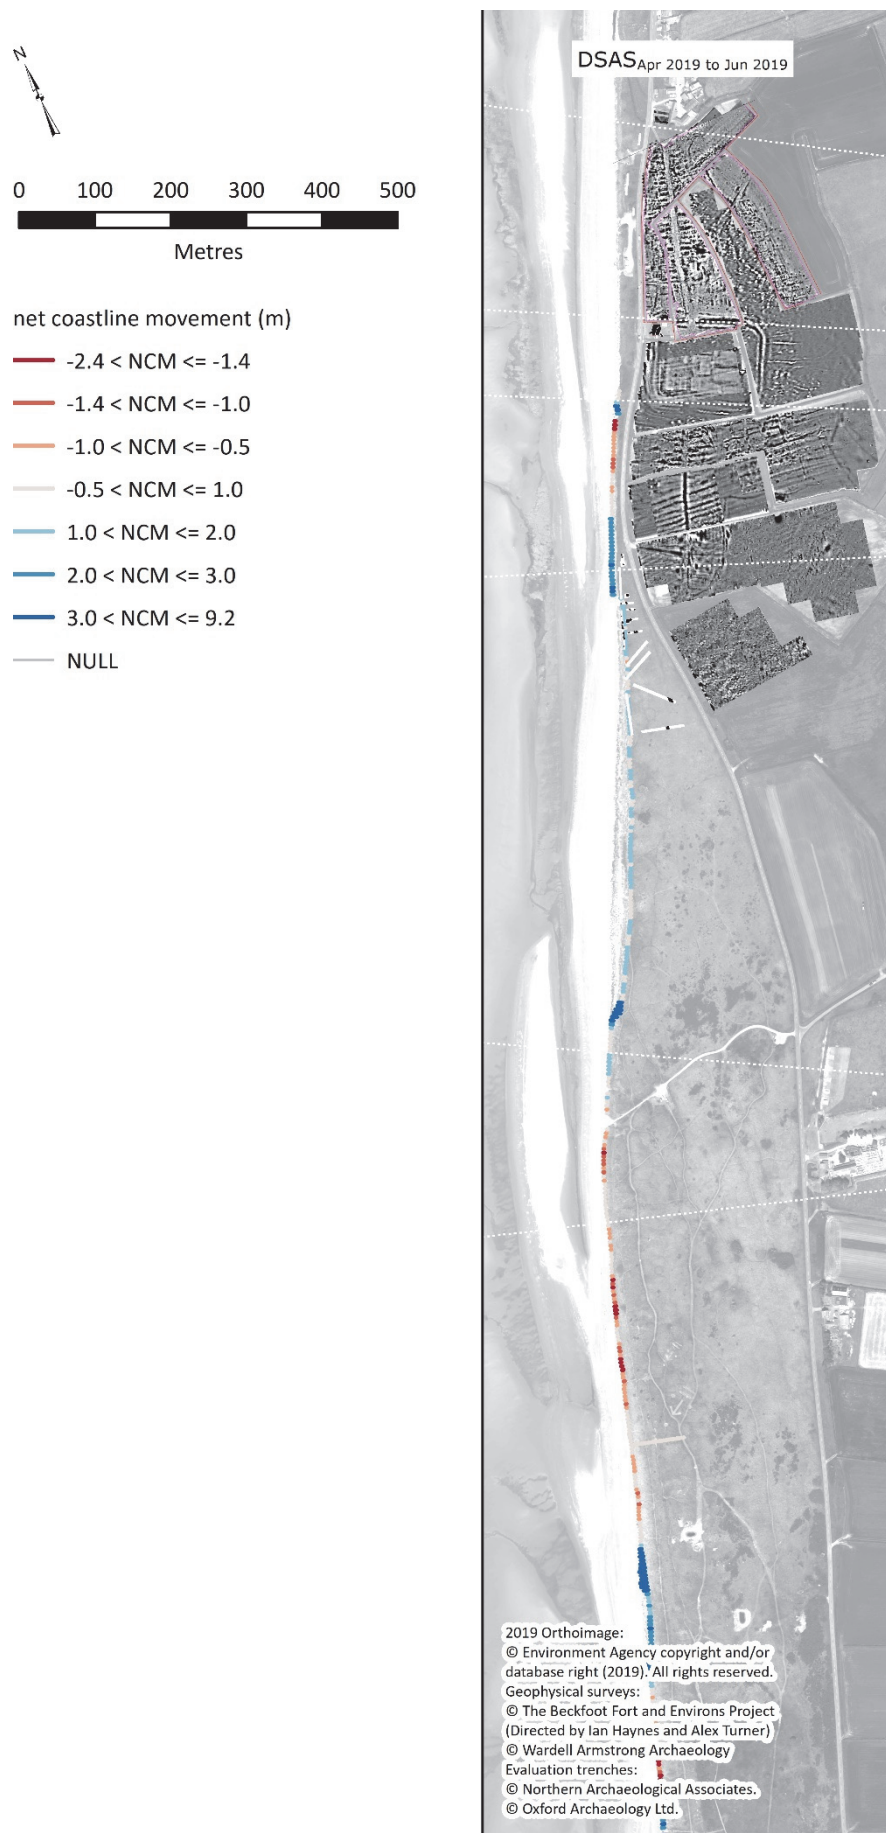 DSAS Apr 2019 to Jun 2019
N
0 100 200 300 400 500
Metres
net coastline movement (m)
-2.4 < NCM <= -1.4
-1.4 < NCM <= -1.0
-1.0 < NCM <= -0.5
-0.5 < NCM <= 1.0
1.0 < NCM <= 2.0
2.0 < NCM <= 3.0
3.0 < NCM <= 9.2
NULL
2019 Orthoimage:
© Environment Agency copyright and/or
database right (2019). All rights reserved.
Geophysical surveys:
© The Beckfoot Fort and Environs Project
(Directed by Ian Haynes and Alex Turner)
© Wardell Armstrong Archaeology
Evaluation trenches:
© Northern Archaeological Associates.
© Oxford Archaeology Ltd.